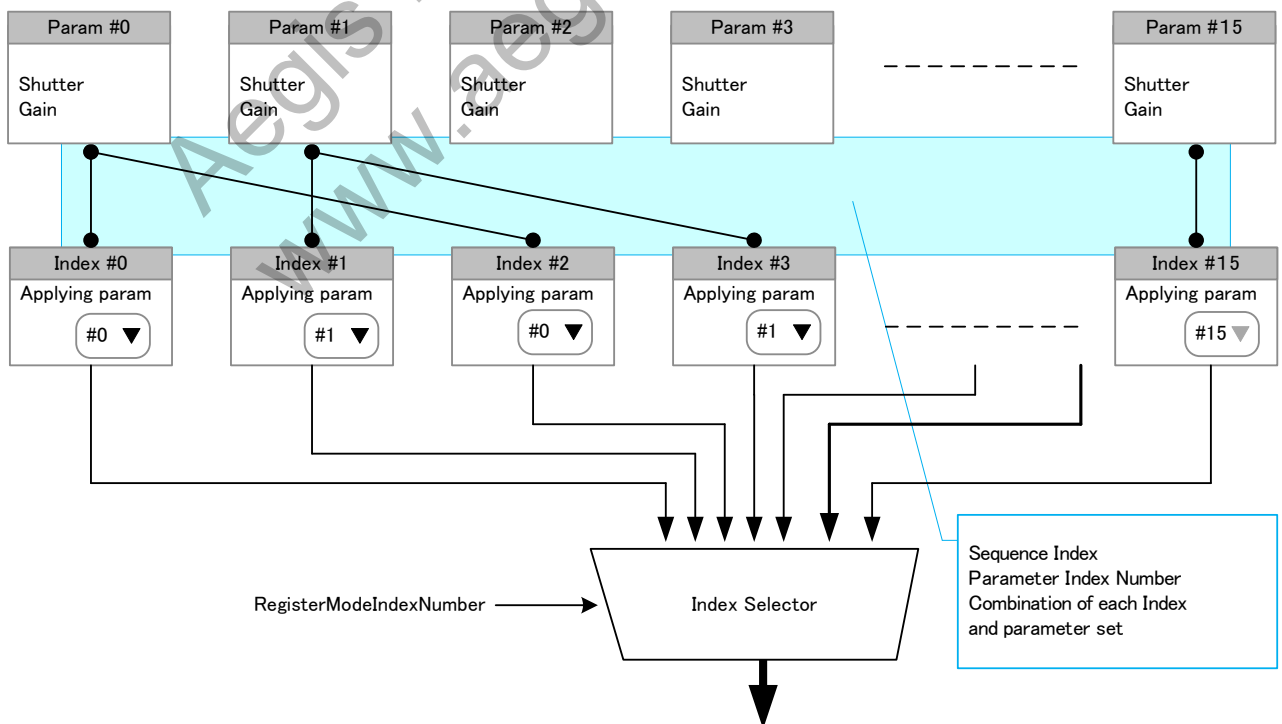 Param #0
Param #1
Param #2
Param #3
Param #15
Shutter
Gain
Shutter
Gain
Shutter
Gain
Shutter
Gain
Shutter
Gain
Aegis
www.aeg
Index #0
Index #1
Index #2
Index #3
Index #15
Applying param
Applying param
Applying param
Applying param
Applying param
#0 ▼
#1 ▼
#0 ▼
#1 ▼
#15 ▼
Sequence Index
Parameter Index Number
Combination of each Index
and parameter set
RegisterModeIndexNumber
Index Selector